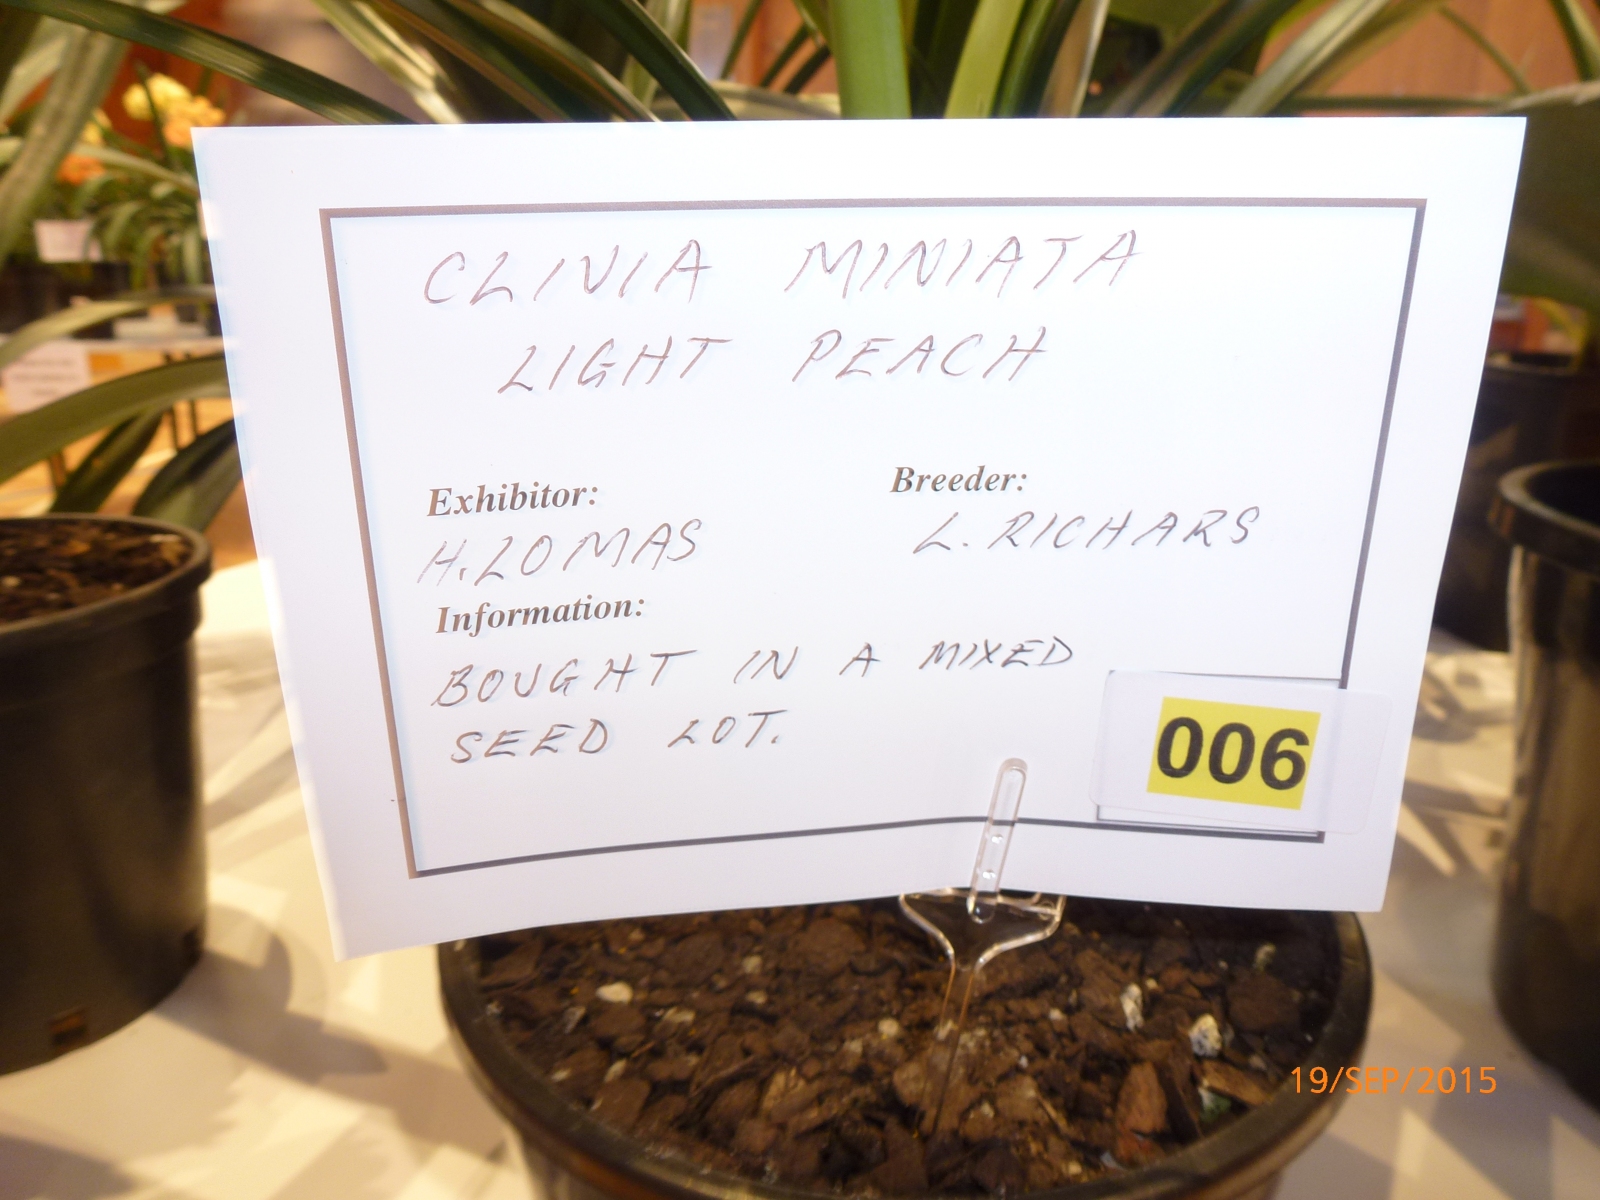 CLIVIA MINIATA
LIGHT PEACH
Exhibitor:
H. LOMAS
Breeder:
L. RICHARS
Information:
BOUGHT IN A MIXED
SEED LOT.
006
19/SEP/2015